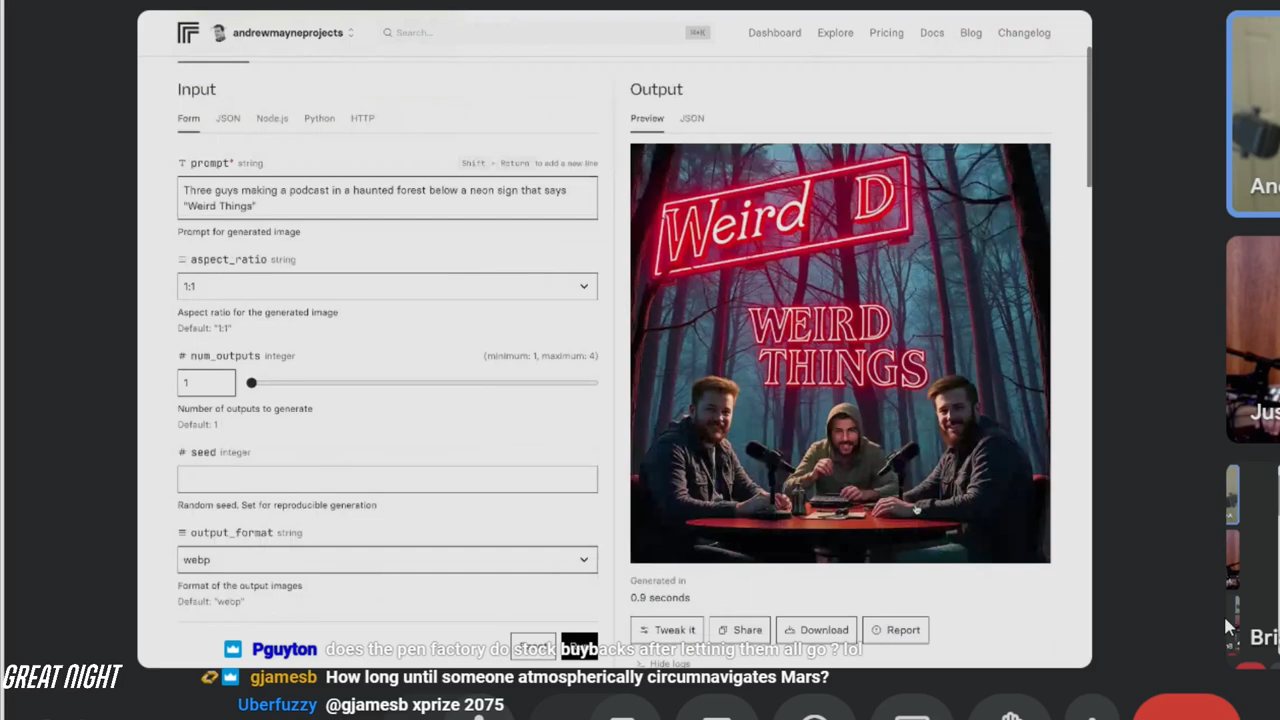 andrewmayneprojects
Search...
⌘K
Dashboard
Explore
Pricing
Docs
Blog
Changelog
Input
Form
JSON
Node.js
Python
HTTP
prompt* string
Shift + Return to add a new line
Three guys making a podcast in a haunted forest below a neon sign that says
"Weird Things"
Prompt for generated image
aspect_ratio string
1:1
Aspect ratio for the generated image
Default: "1:1"
# num_outputs integer
(minimum: 1, maximum: 4)
1
Number of outputs to generate
Default: 1
# seed integer
Random seed. Set for reproducible generation
output_format string
webp
Format of the output images
Default: "webp"
Output
Preview
JSON
Weird D
WEIRD
THINGS
Generated in
0.9 seconds
Tweak it
Share
Download
Report
Hide logs
Pguyton does the pen factory do stock buybacks after lettinig them all go ? lol
gjamesb How long until someone atmospherically circumnavigates Mars?
Uberfuzzy @gjamesb xprize 2075
GREAT NIGHT
An
Jus
Bri